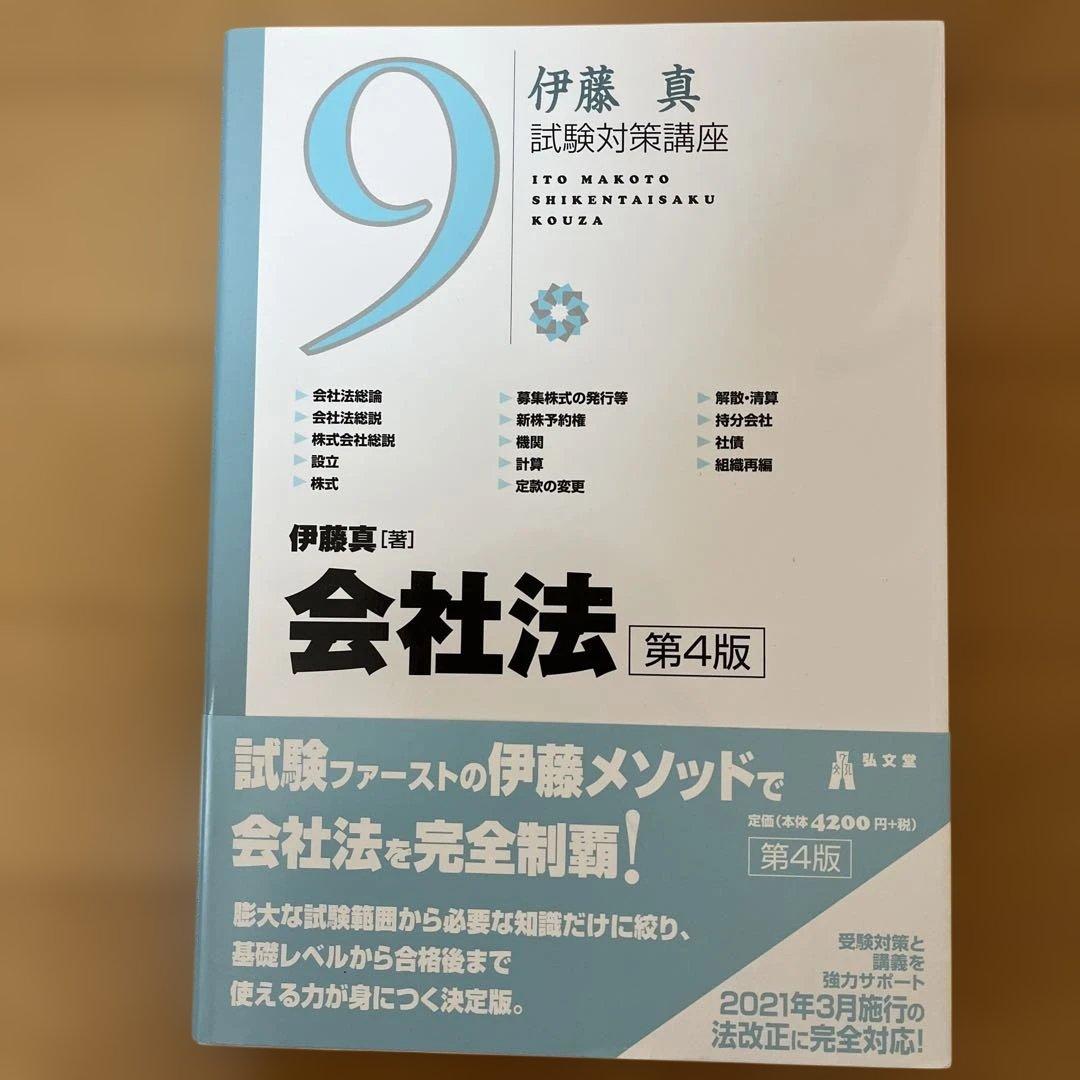 9
伊藤 真
試験対策講座
ITO MAKOTO
SHIKENTAISAKU
KOUZA
▶会社法総論
▶会社法総説
▶株式会社総説
▶設立
▶株式
▶募集株式の発行等
▶新株予約権
▶機関
▶計算
▶定款の変更
▶解散・清算
▶持分会社
▶社債
▶組織再編
伊藤真[著]
会社法 第4版
試験ファーストの伊藤メソッドで
会社法を完全制覇!
膨大な試験範囲から必要な知識だけに絞り、
基礎レベルから合格後まで
使える力が身につく決定版。
弘文堂
定価(本体4200円+税)
第4版
受験対策と
講義を
強力サポート
2021年3月施行の
法改正に完全対応!